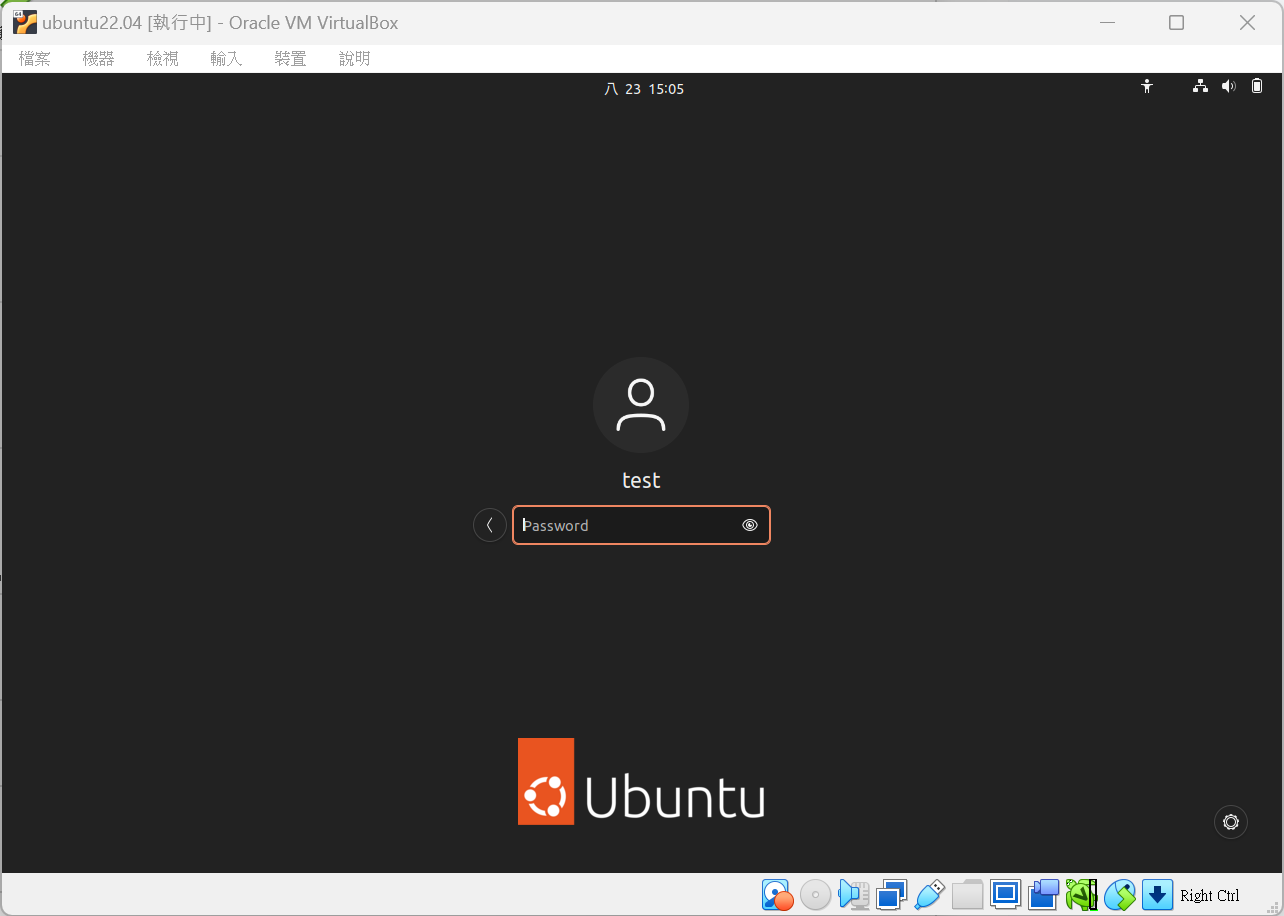 ubuntu22.04 [執行中] - Oracle VM VirtualBox
檔案 機器 檢視 輸入 裝置 說明
八 23 15:05
test
Password
Ubuntu
Right Ctrl